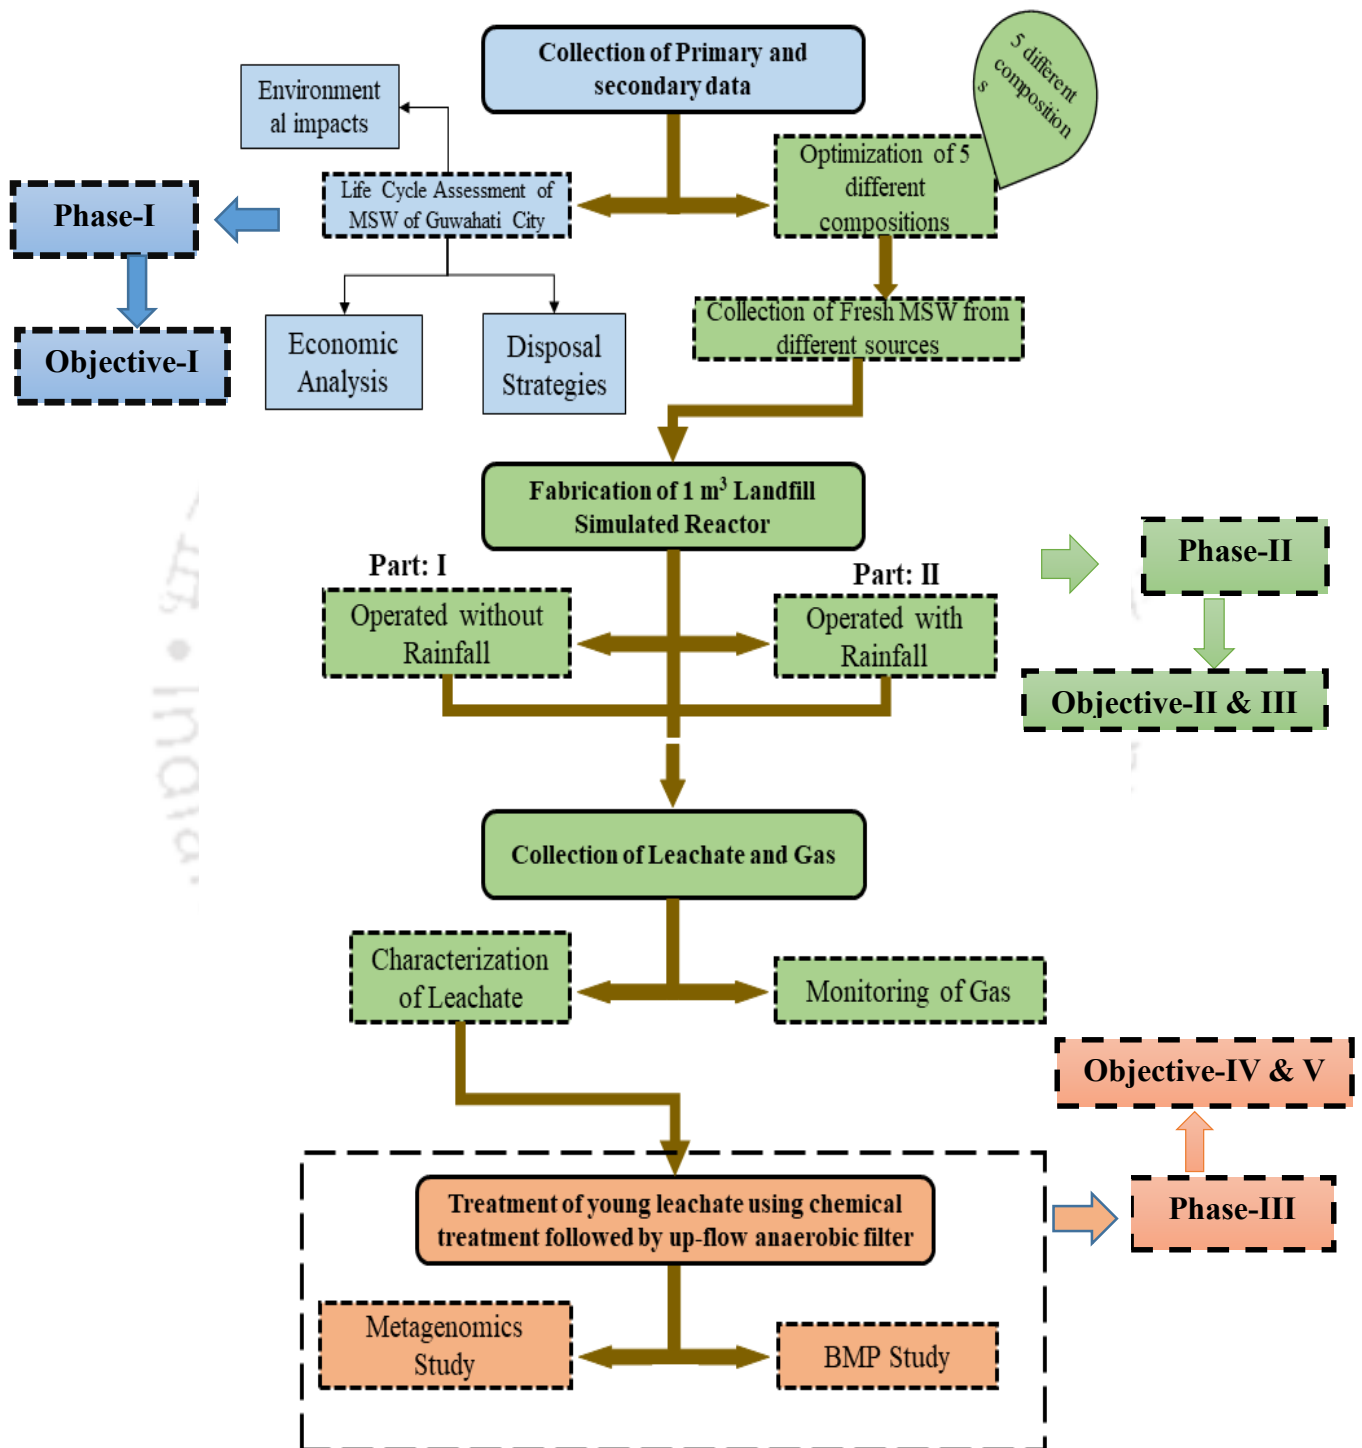 Collection of Primary and
secondary data
5 different
composition
s
Environment
al impacts
Optimization of 5
different
compositions
Life Cycle Assessment of
MSW of Guwahati City
Phase-I
Objective-I
Economic
Analysis
Disposal
Strategies
Collection of Fresh MSW from
different sources
Fabrication of 1 m³ Landfill
Simulated Reactor
Part: I
Operated without
Rainfall
Part: II
Operated with
Rainfall
Phase-II
Objective-II & III
Collection of Leachate and Gas
Characterization
of Leachate
Monitoring of Gas
Objective-IV & V
Phase-III
Treatment of young leachate using chemical
treatment followed by up-flow anaerobic filter
Metagenomics
Study
BMP Study